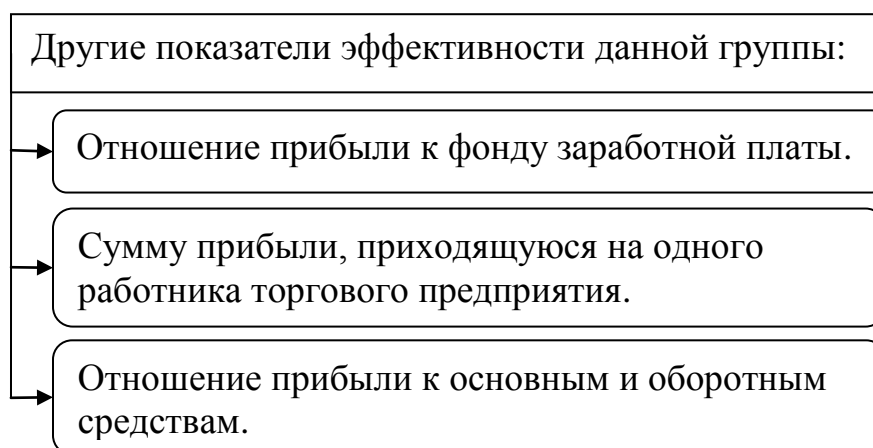 Другие показатели эффективности данной группы:
Отношение прибыли к фонду заработной платы.
Сумму прибыли, приходящуюся на одного
работника торгового предприятия.
Отношение прибыли к основным и оборотным
средствам.